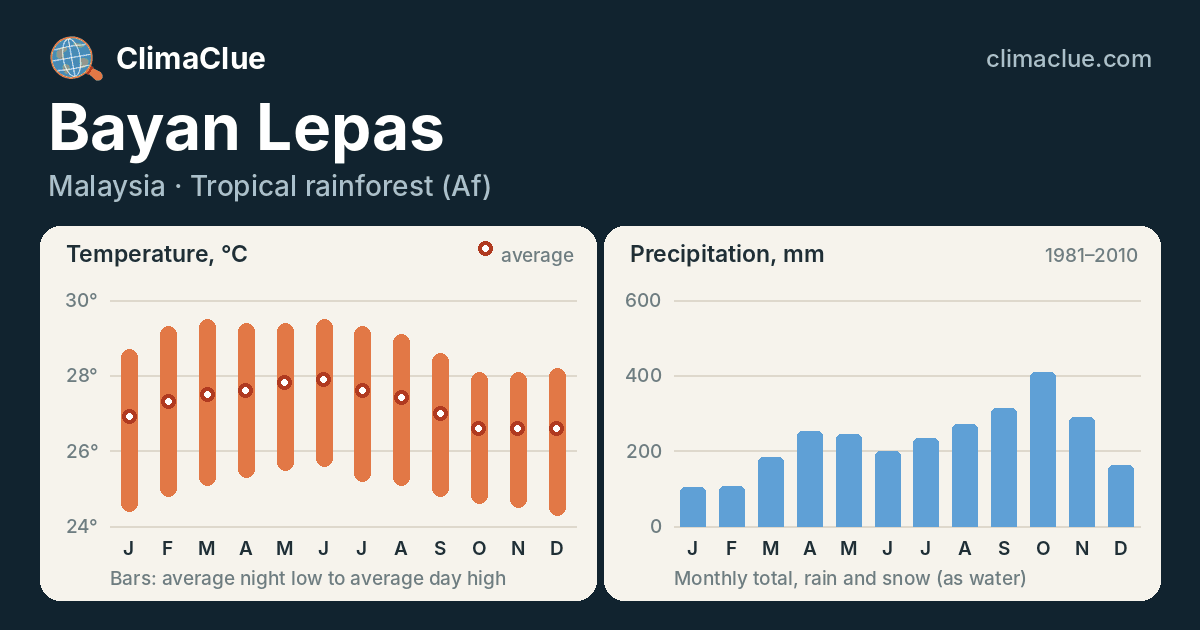 ClimaClue
climaclue.com
Bayan Lepas
Malaysia · Tropical rainforest (Af)
Temperature, °C
average
30°
28°
26°
24°
J F M A M J J A S O N D
Bars: average night low to average day high
Precipitation, mm
1981–2010
600
400
200
0
J F M A M J J A S O N D
Monthly total, rain and snow (as water)